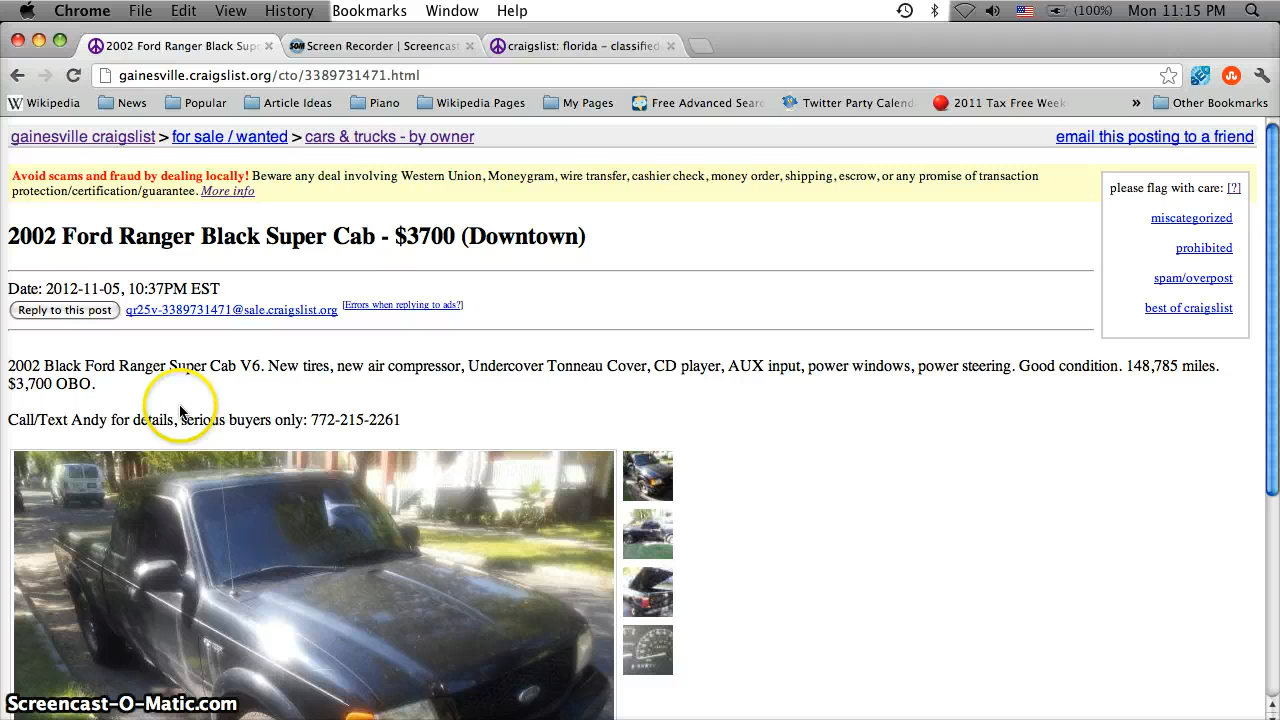 Chrome File Edit View History Bookmarks Window Help (100%) Mon 11:15 PM
2002 Ford Ranger Black Supe Screen Recorder | Screencast craigslist: florida - classified
gainesville.craigslist.org/cto/3389731471.html
Wikipedia News Popular Article Ideas Piano Wikipedia Pages My Pages Free Advanced Sear Twitter Party Calend 2011 Tax Free Week » Other Bookmarks
gainesville craigslist > for sale / wanted > cars & trucks - by owner email this posting to a friend
Avoid scams and fraud by dealing locally! Beware any deal involving Western Union, Moneygram, wire transfer, cashier check, money order, shipping, escrow, or any promise of transaction
protection/certification/guarantee. More info
please flag with care: [?]
miscategorized
prohibited
spam/overpost
best of craigslist
2002 Ford Ranger Black Super Cab - $3700 (Downtown)
Date: 2012-11-05, 10:37PM EST
Reply to this post qr25v-3389731471@sale.craigslist.org [Errors when replying to ads?]
2002 Black Ford Ranger Super Cab V6. New tires, new air compressor, Undercover Tonneau Cover, CD player, AUX input, power windows, power steering. Good condition. 148,785 miles.
$3,700 OBO.
Call/Text Andy for details, serious buyers only: 772-215-2261
Screencast-O-Matic.com